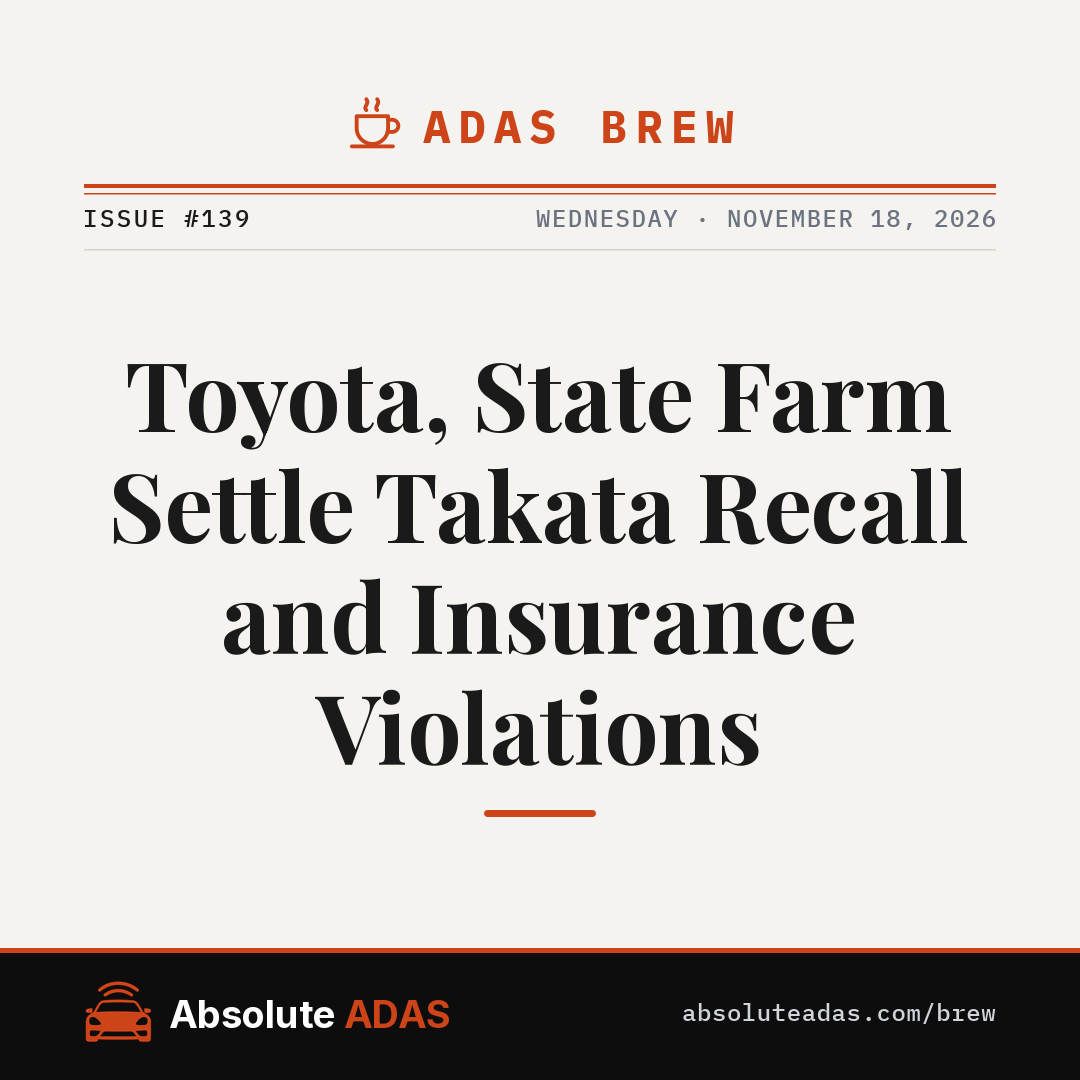 ADAS BREW
ISSUE #139
WEDNESDAY · NOVEMBER 18, 2026
Toyota, State Farm
Settle Takata Recall
and Insurance
Violations
Absolute ADAS
absoluteadas.com/brew